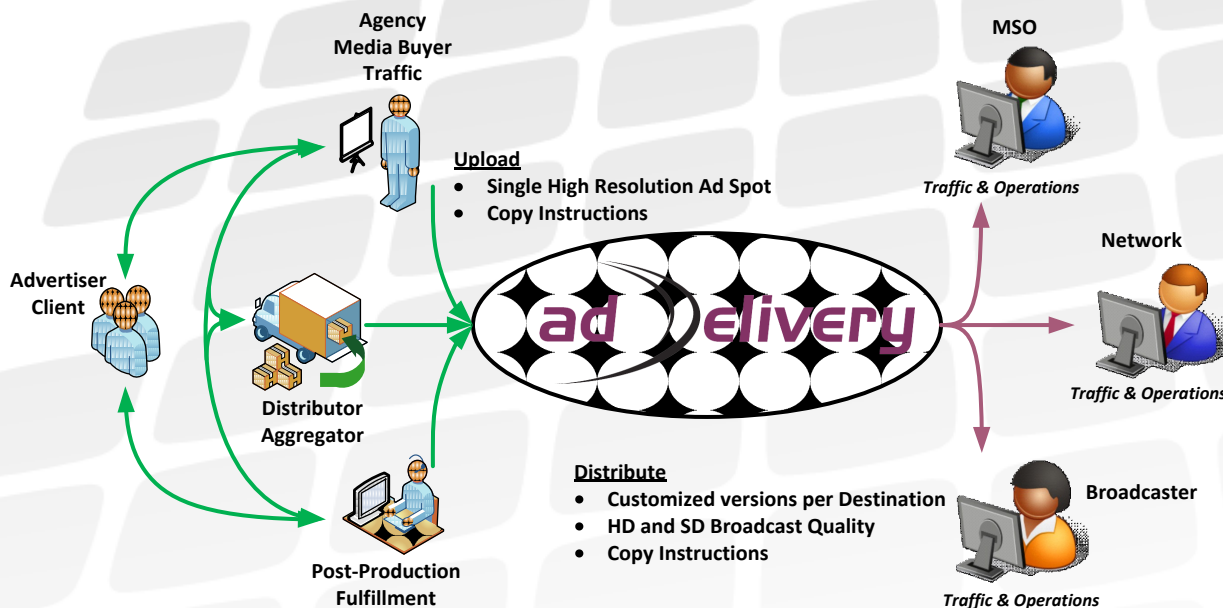 Agency
Media Buyer
Traffic
MSO
Traffic & Operations
Upload
• Single High Resolution Ad Spot
• Copy Instructions
Advertiser
Client
Distributor
Aggregator
ad Delivery
Network
Traffic & Operations
Post-Production
Fulfillment
Distribute
• Customized versions per Destination
• HD and SD Broadcast Quality
• Copy Instructions
Broadcaster
Traffic & Operations